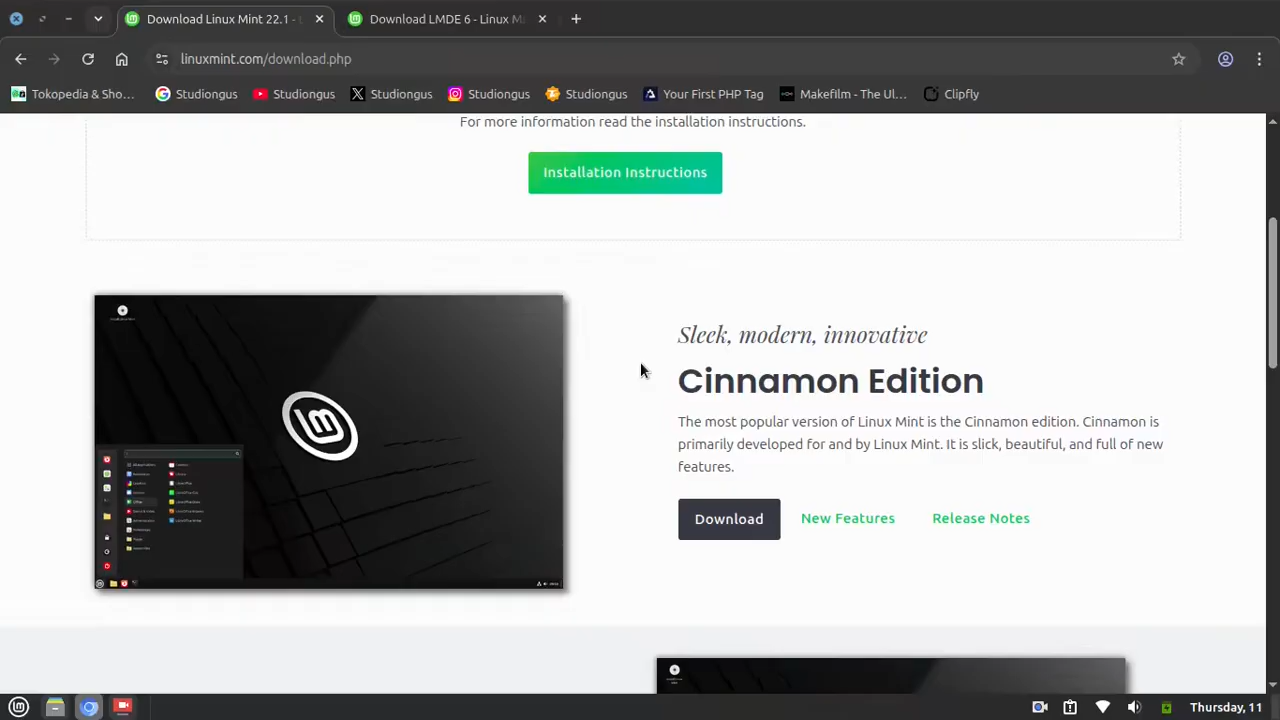 Download Linux Mint 22.1 -
Download LMDE 6 - Linux M
linuxmint.com/download.php
Tokopedia & Sho...
Studiongus
Studiongus
Studiongus
Studiongus
Studiongus
Your First PHP Tag
Makefilm - The Ul...
Clipfly
For more information read the installation instructions.
Installation Instructions
Sleek, modern, innovative
Cinnamon Edition
The most popular version of Linux Mint is the Cinnamon edition. Cinnamon is
primarily developed for and by Linux Mint. It is slick, beautiful, and full of new
features.
Download
New Features
Release Notes
Thursday, 11